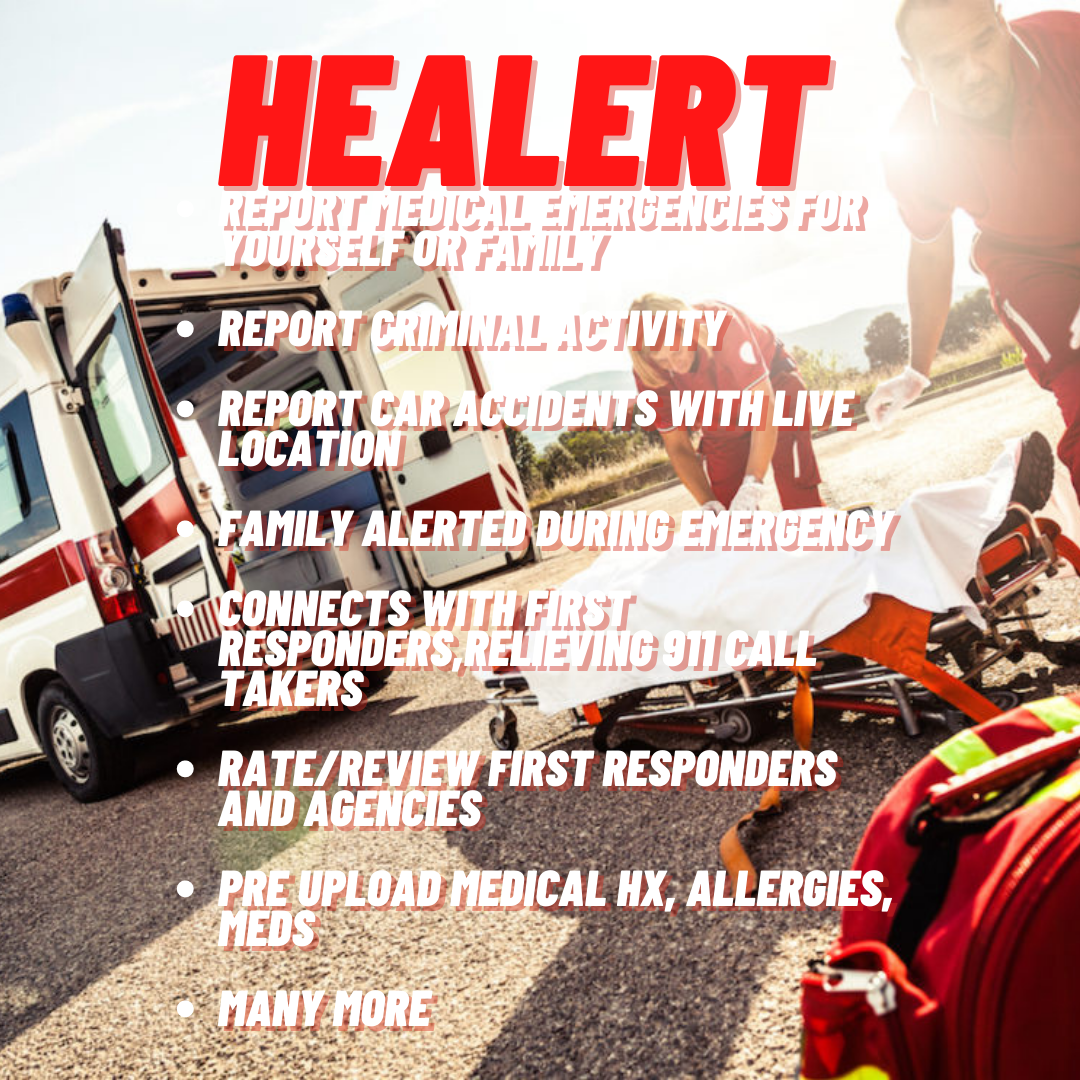 HEALERT
• REPORT MEDICAL EMERGENCIES FOR
YOURSELF OR FAMILY
• REPORT CRIMINAL ACTIVITY
• REPORT CAR ACCIDENTS WITH LIVE
LOCATION
• FAMILY ALERTED DURING EMERGENCY
• CONNECTS WITH FIRST
RESPONDERS,RELIEVING 911 CALL
TAKERS
• RATE/REVIEW FIRST RESPONDERS
AND AGENCIES
• PRE UPLOAD MEDICAL HX, ALLERGIES,
MEDS
• MANY MORE